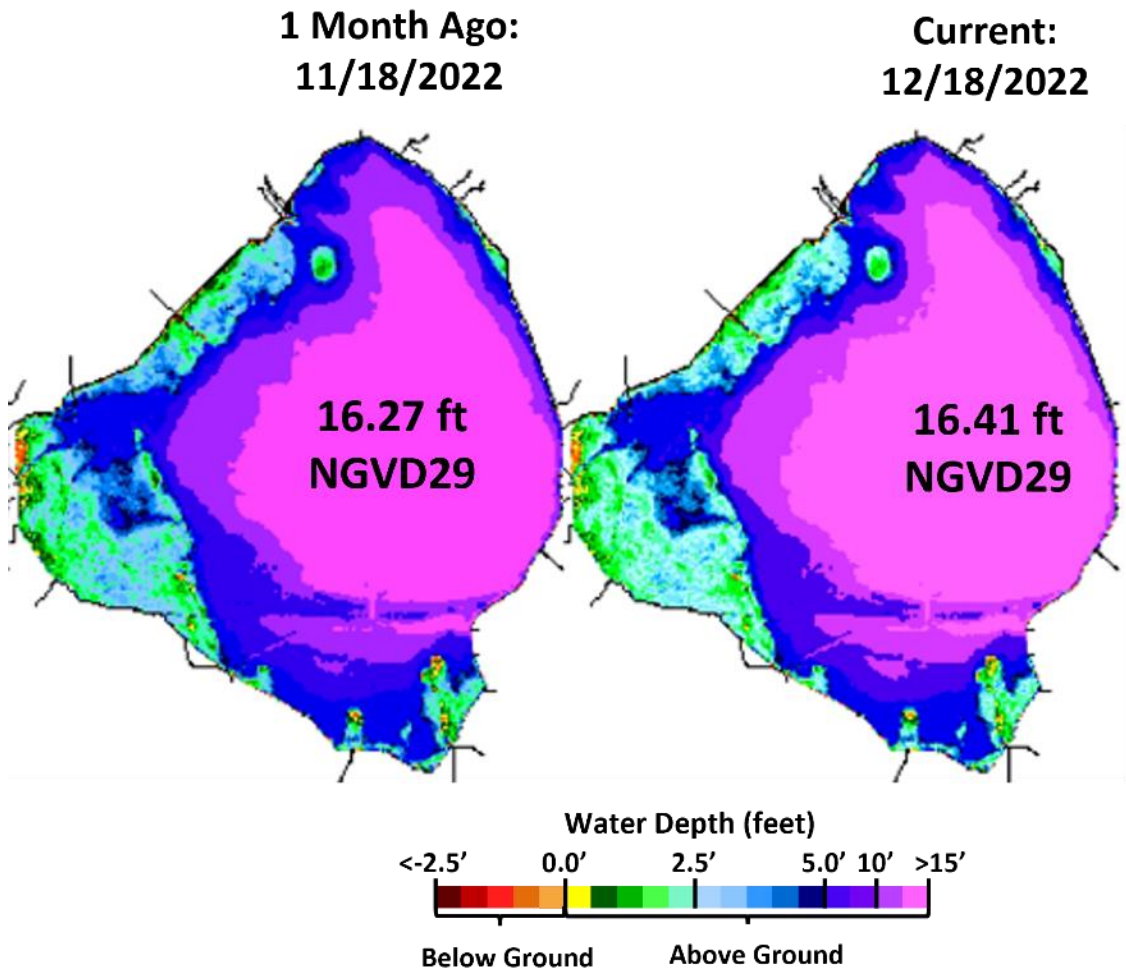 1 Month Ago:
11/18/2022
Current:
12/18/2022
16.27 ft
NGVD29
16.41 ft
NGVD29
Water Depth (feet)
<-2.5’ 0.0’ 2.5’ 5.0’ 10’ >15’
Below Ground Above Ground